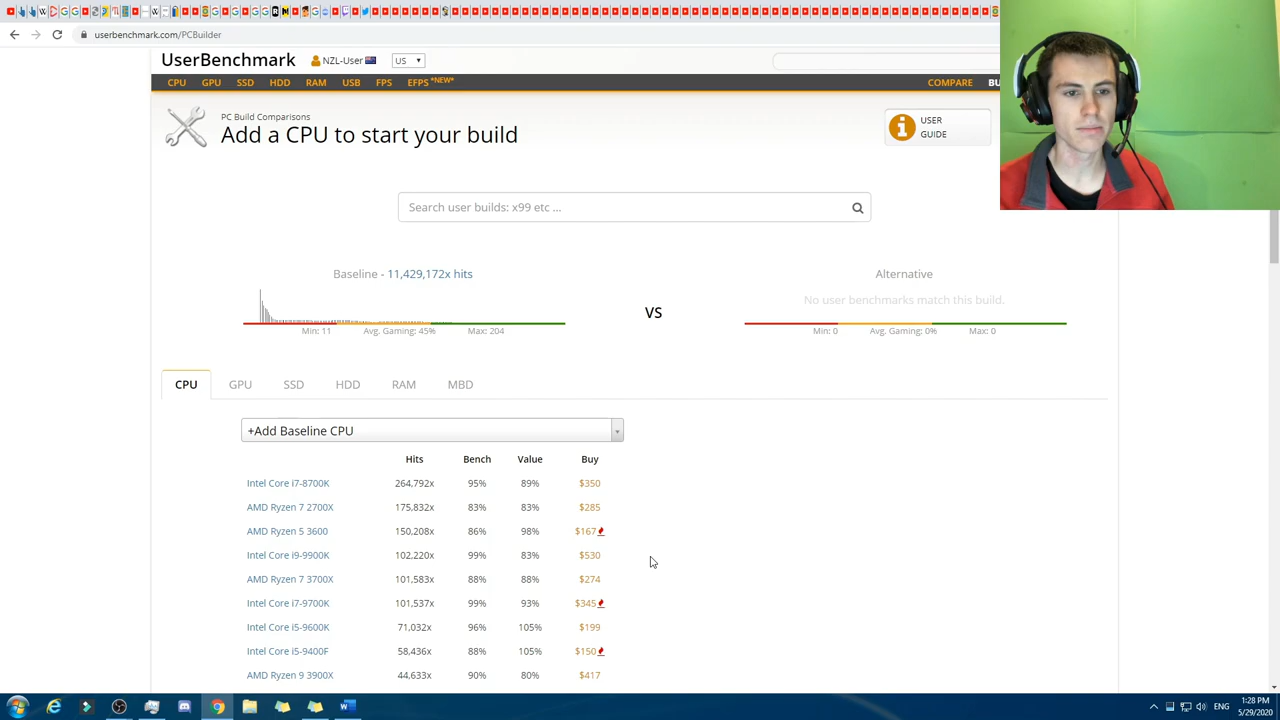 userbenchmark.com/PCBuilder
UserBenchmark
NZL-User
US
CPU GPU SSD HDD RAM USB FPS EFPS *NEW* COMPARE
PC Build Comparisons
Add a CPU to start your build
USER GUIDE
Search user builds: x99 etc ...
Baseline - 11,429,172x hits
Alternative
No user benchmarks match this build.
VS
Min: 11 Avg. Gaming: 45% Max: 204
Min: 0 Avg. Gaming: 0% Max: 0
CPU GPU SSD HDD RAM MBD
+Add Baseline CPU
Hits Bench Value Buy
Intel Core i7-8700K 264,792x 95% 89% $350
AMD Ryzen 7 2700X 175,832x 83% 83% $285
AMD Ryzen 5 3600 150,208x 86% 98% $167
Intel Core i9-9900K 102,220x 99% 83% $530
AMD Ryzen 7 3700X 101,583x 88% 88% $274
Intel Core i7-9700K 101,537x 99% 93% $345
Intel Core i5-9600K 71,032x 96% 105% $199
Intel Core i5-9400F 58,436x 88% 105% $150
AMD Ryzen 9 3900X 44,633x 90% 80% $417
ENG
1:28 PM
5/29/2020